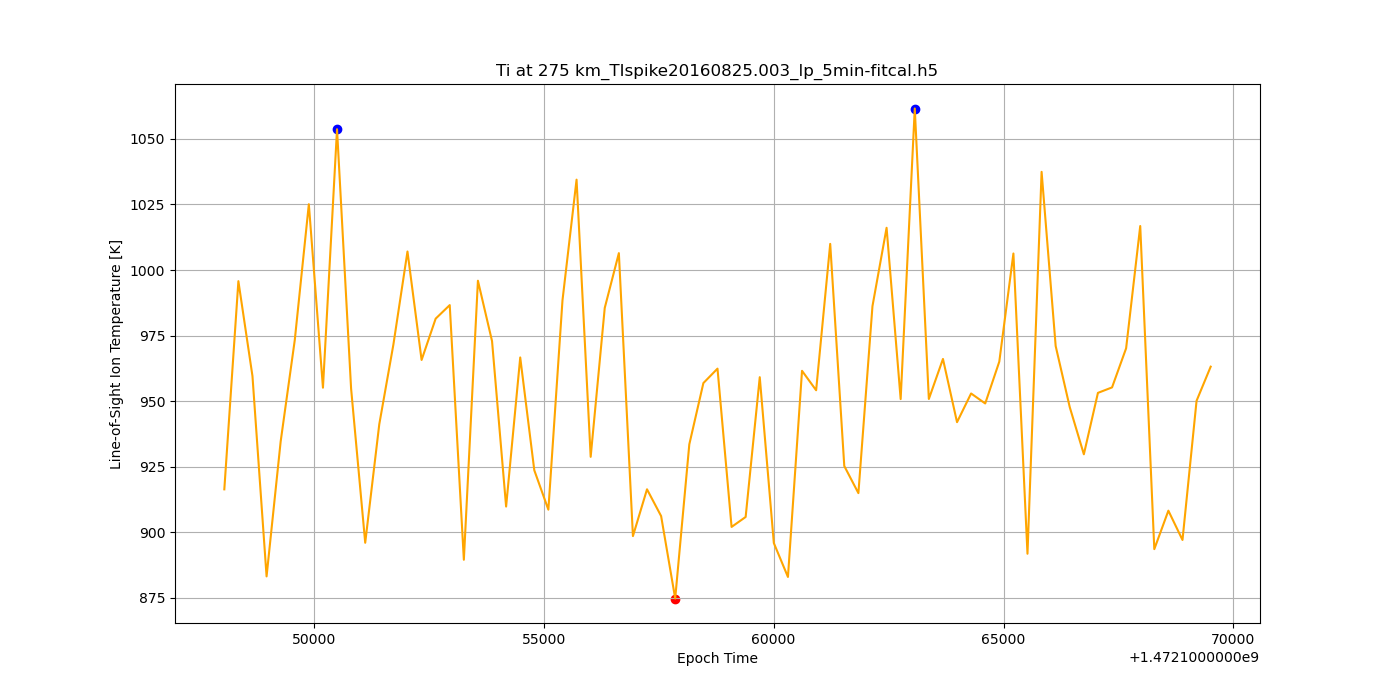 Ti at 275 km_TIspike20160825.003_lp_5min-fitcal.h5
Line-of-Sight Ion Temperature [K]
1050
1025
1000
975
950
925
900
875
50000 55000 60000 65000 70000
Epoch Time
+1.4721000000e9